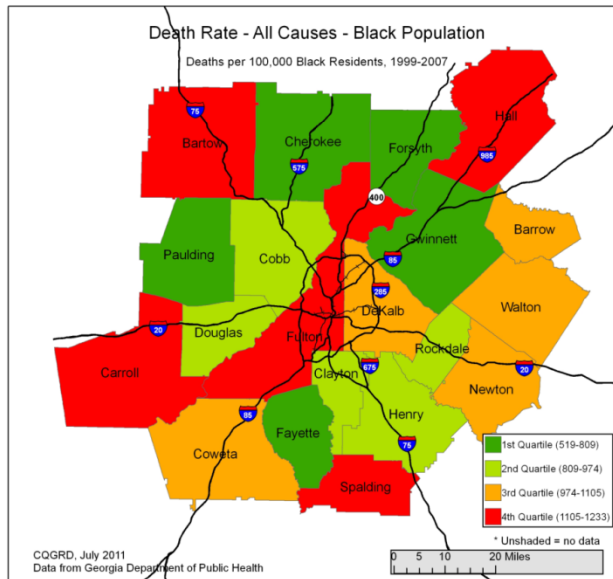 Death Rate - All Causes - Black Population
Deaths per 100,000 Black Residents, 1999-2007
Hall
75
Bartow
Cherokee
Forsyth
985
575
400
Gwinnett
Barrow
Paulding
Cobb
85
285
DeKalb
Walton
20
Douglas
Fulton
Rockdale
Carroll
Clayton
675
20
Newton
85
Henry
Fayette
75
Coweta
Spalding
1st Quartile (519-809)
2nd Quartile (809-974)
3rd Quartile (974-1105)
4th Quartile (1105-1233)
* Unshaded = no data
CQGRD, July 2011
Data from Georgia Department of Public Health
0 5 10 20 Miles